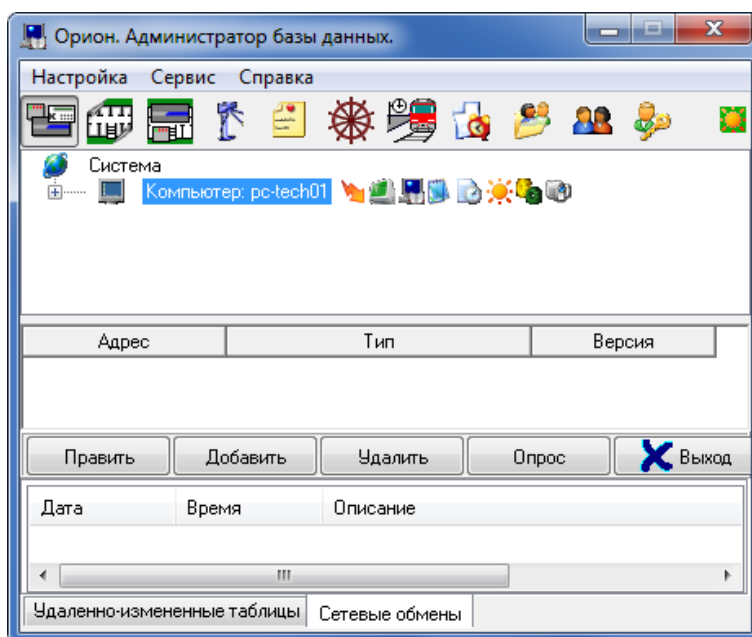 Орион. Администратор базы данных.
Настройка Сервис Справка
Система
Компьютер: pc-tech01
Адрес Тип Версия
Править Добавить Удалить Опрос Выход
Дата Время Описание
Удаленно-измененные таблицы Сетевые обмены